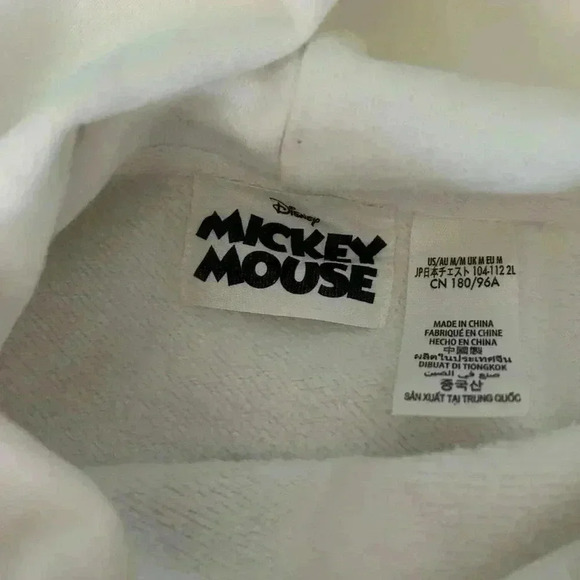 Disney
MICKEY
MOUSE
US/AU M/M UK M EU M
JP日本チェスト 104-112 2L
CN 180/96A
MADE IN CHINA
FABRIQUÉ EN CHINE
HECHO EN CHINA
中國製
ผลิตในประเทศจีน
DIBUAT DI TIONGKOK
صنع في الصين
중국산
SẢN XUẤT TẠI TRUNG QUỐC